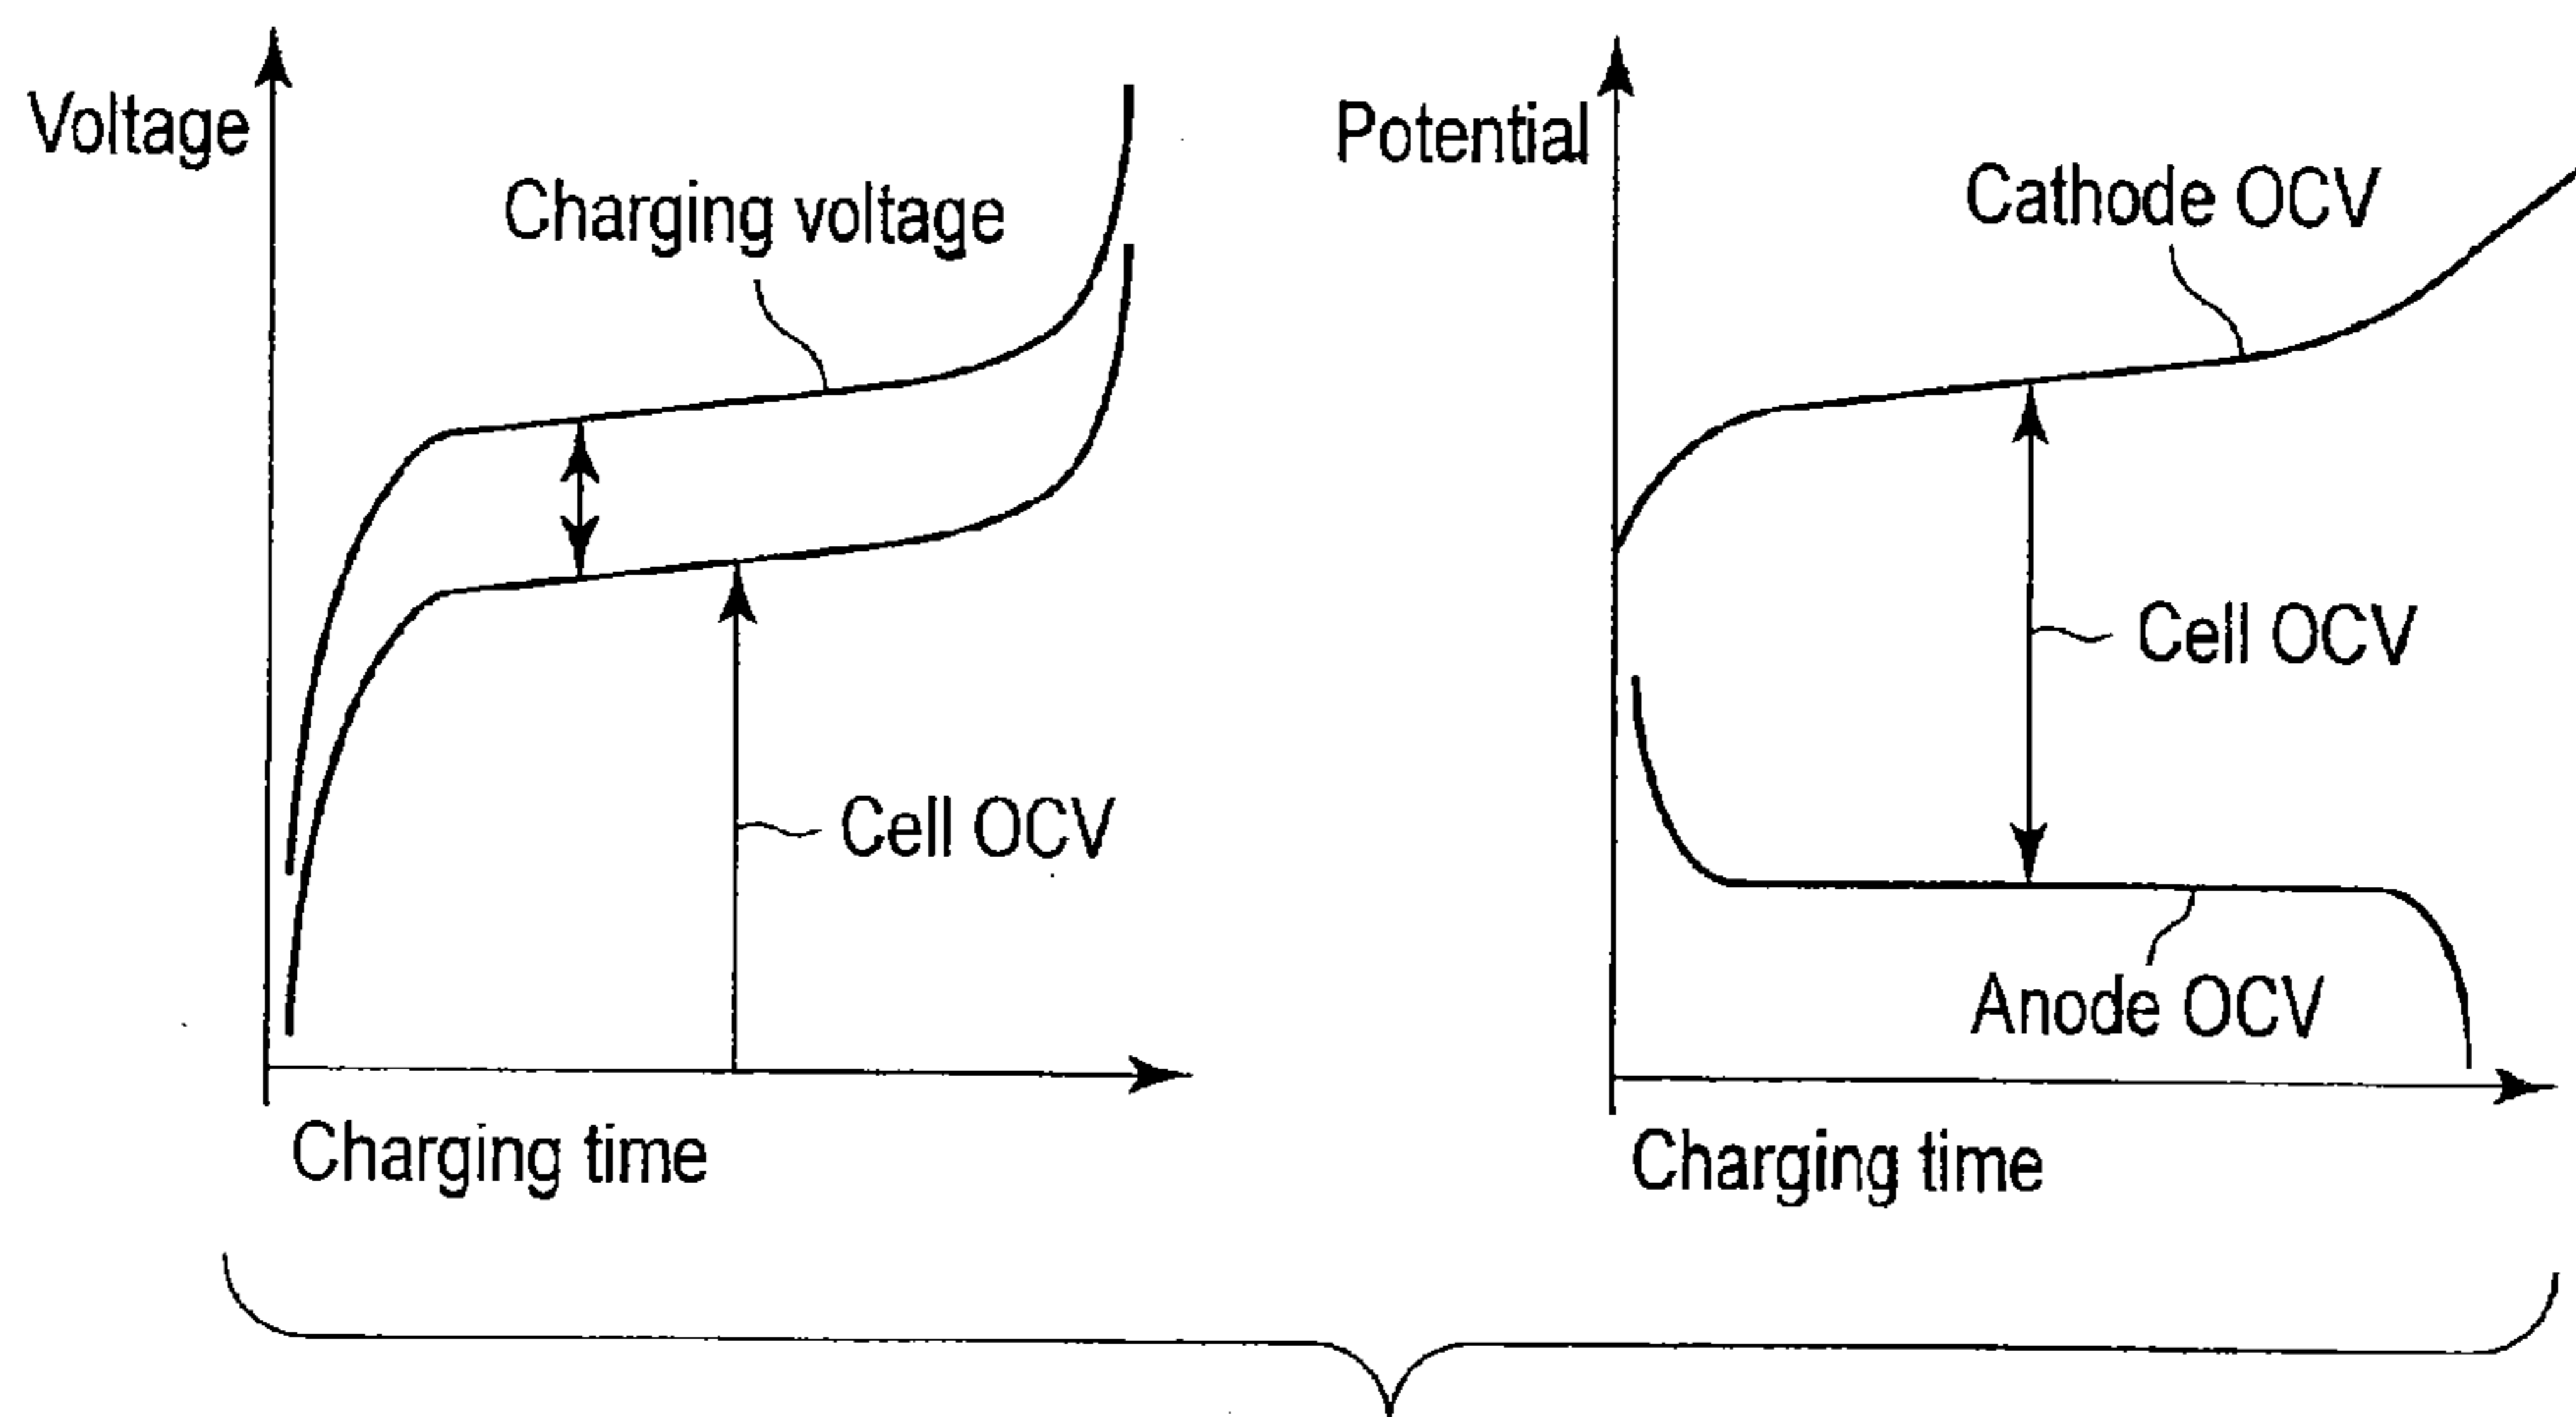 Voltage
Charging voltage
Cell OCV
Charging time
Potential
Cathode OCV
Cell OCV
Anode OCV
Charging time